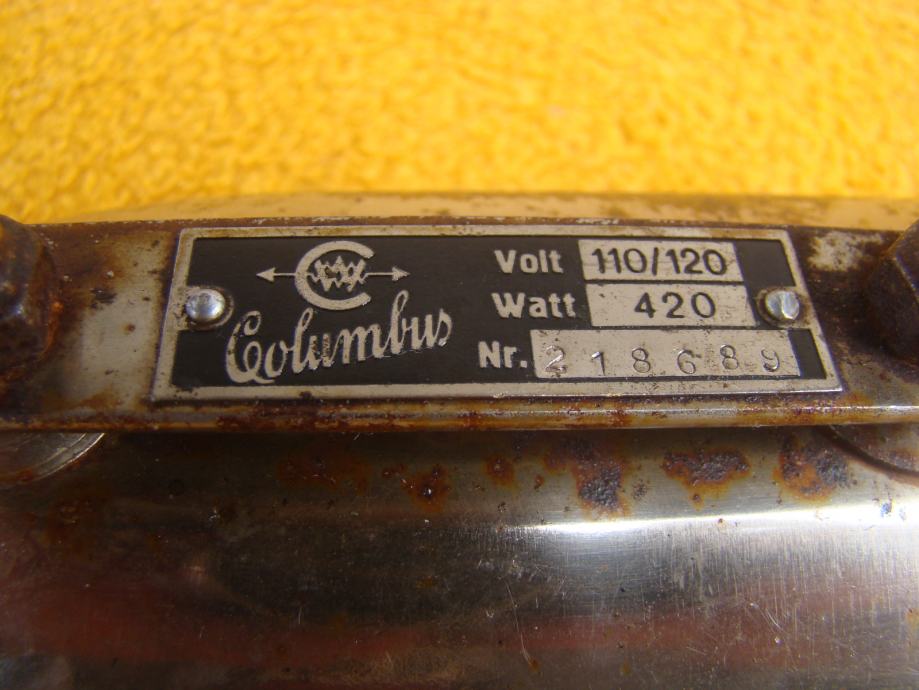 Columbus
Volt 110/120
Watt 420
Nr. 218689